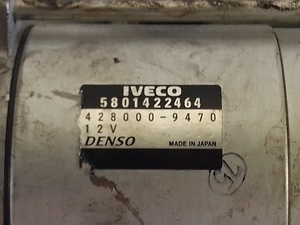 IVECO
5801422464
428000-9470
12V
DENSO MADE IN JAPAN